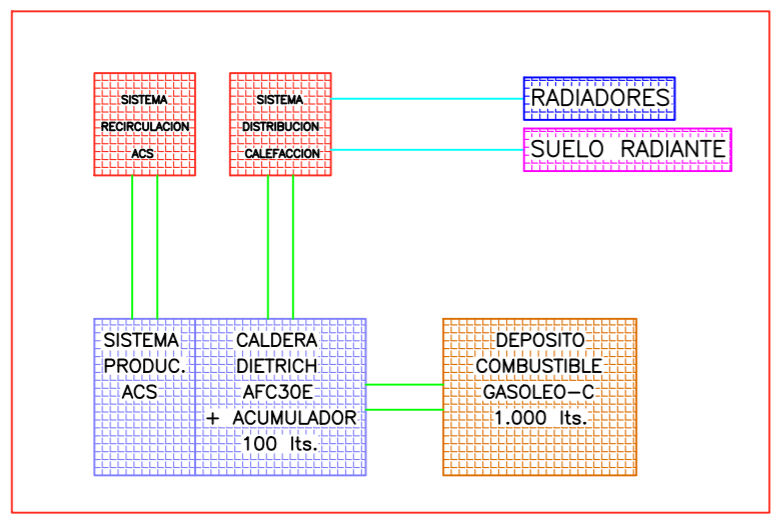 SISTEMA
RECIRCULACION
ACS
SISTEMA
DISTRIBUCION
CALEFACCION
RADIADORES
SUELO RADIANTE
SISTEMA
PRODUC.
ACS
CALDERA
DIETRICH
AFC30E
+ ACUMULADOR
100 lts.
DEPOSITO
COMBUSTIBLE
GASOLEO-C
1.000 lts.